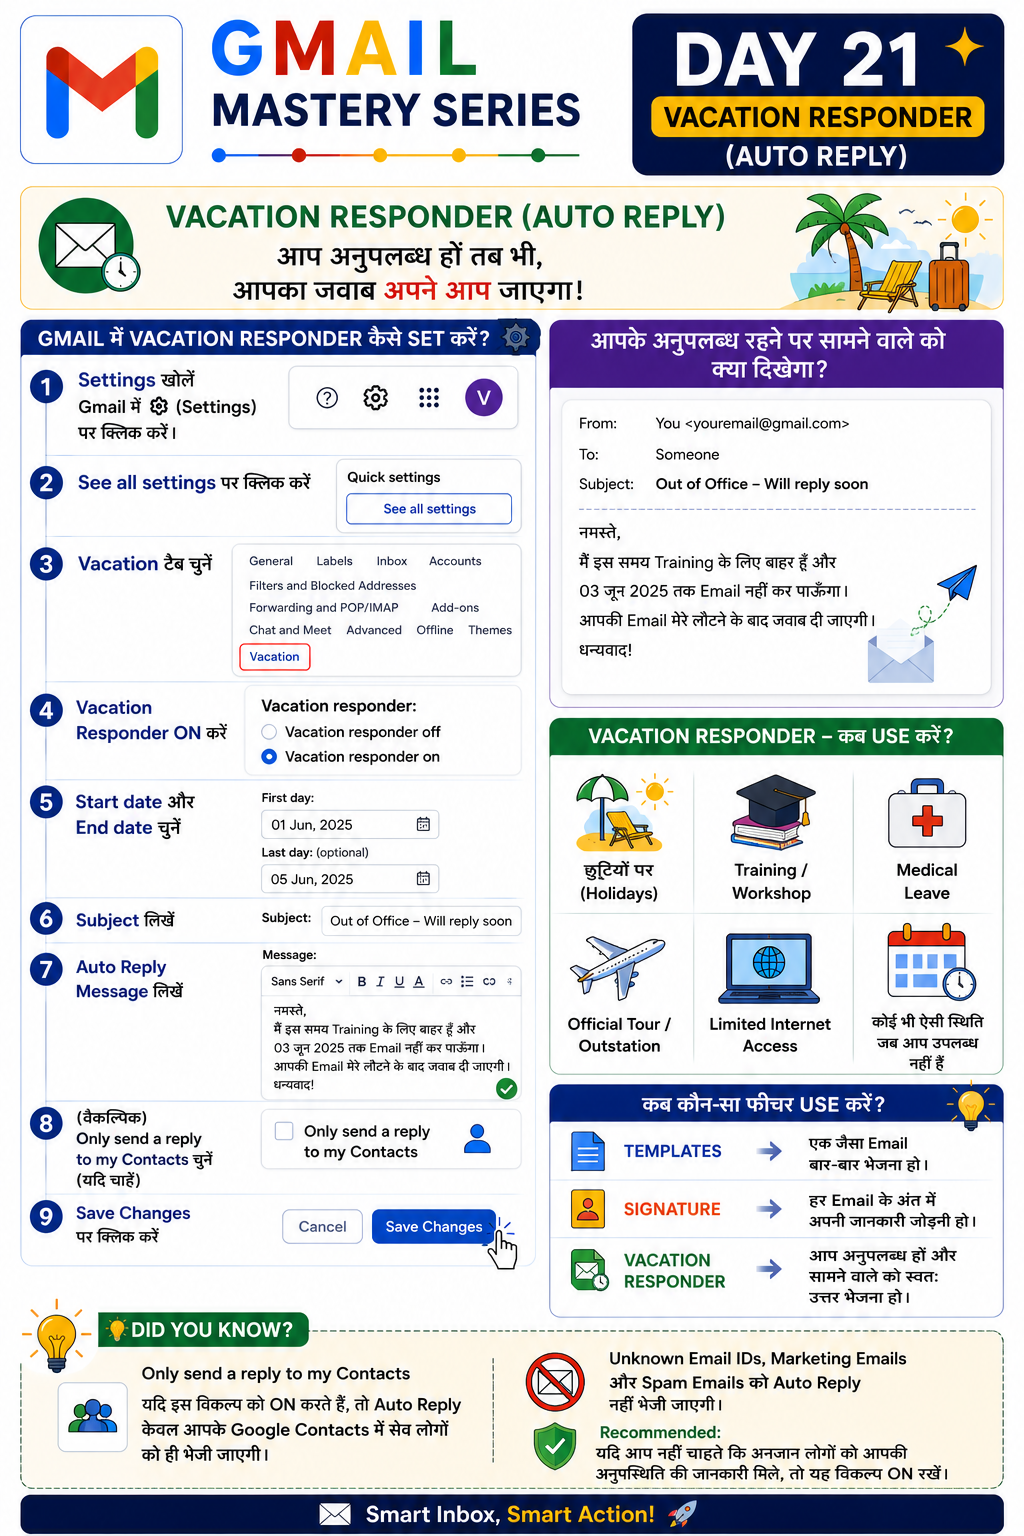 GMAIL
MASTERY SERIES
DAY 21
VACATION RESPONDER
(AUTO REPLY)
VACATION RESPONDER (AUTO REPLY)
आप अनुपलब्ध हों तब भी,
आपका जवाब अपने आप जाएगा!
GMAIL में VACATION RESPONDER कैसे SET करें?
1
Settings खोलें
Gmail में (Settings)
पर क्लिक करें।
V
2
See all settings पर क्लिक करें
Quick settings
See all settings
3
Vacation टैब चुनें
General Labels Inbox Accounts
Filters and Blocked Addresses
Forwarding and POP/IMAP Add-ons
Chat and Meet Advanced Offline Themes
Vacation
4
Vacation
Responder ON करें
Vacation responder:
Vacation responder off
Vacation responder on
5
Start date और
End date चुनें
First day:
01 Jun, 2025
Last day: (optional)
05 Jun, 2025
6
Subject लिखें
Subject: Out of Office – Will reply soon
7
Auto Reply
Message लिखें
Message:
Sans Serif B I U A
नमस्ते,
मैं इस समय Training के लिए बाहर हूँ और
03 जून 2025 तक Email नहीं कर पाऊँगा।
आपकी Email मेरे लौटने के बाद जवाब दी जाएगी।
धन्यवाद!
8
(वैकल्पिक)
Only send a reply
to my Contacts चुनें
(यदि चाहें)
Only send a reply
to my Contacts
9
Save Changes
पर क्लिक करें
Cancel Save Changes
आपके अनुपलब्ध रहने पर सामने वाले को
क्या दिखेगा?
From: You <youremail@gmail.com>
To: Someone
Subject: Out of Office – Will reply soon
नमस्ते,
मैं इस समय Training के लिए बाहर हूँ और
03 जून 2025 तक Email नहीं कर पाऊँगा।
आपकी Email मेरे लौटने के बाद जवाब दी जाएगी।
धन्यवाद!
VACATION RESPONDER – कब USE करें?
छुट्टियों पर
(Holidays)
Training /
Workshop
Medical
Leave
Official Tour /
Outstation
Limited Internet
Access
कोई भी ऐसी स्थिति
जब आप उपलब्ध
नहीं हैं
कब कौन-सा फीचर USE करें?
TEMPLATES
एक जैसा Email
बार-बार भेजना हो।
SIGNATURE
हर Email के अंत में
अपनी जानकारी जोड़नी हो।
VACATION
RESPONDER
आप अनुपलब्ध हों और
सामने वाले को स्वतः
उत्तर भेजना हो।
DID YOU KNOW?
Only send a reply to my Contacts
यदि इस विकल्प को ON करते हैं, तो Auto Reply
केवल आपके Google Contacts में सेव लोगों
को ही भेजी जाएगी।
Unknown Email IDs, Marketing Emails
और Spam Emails को Auto Reply
नहीं भेजी जाएगी।
Recommended:
यदि आप नहीं चाहते कि अनजान लोगों को आपकी
अनुपस्थिति की जानकारी मिले, तो यह विकल्प ON रखें।
Smart Inbox, Smart Action!